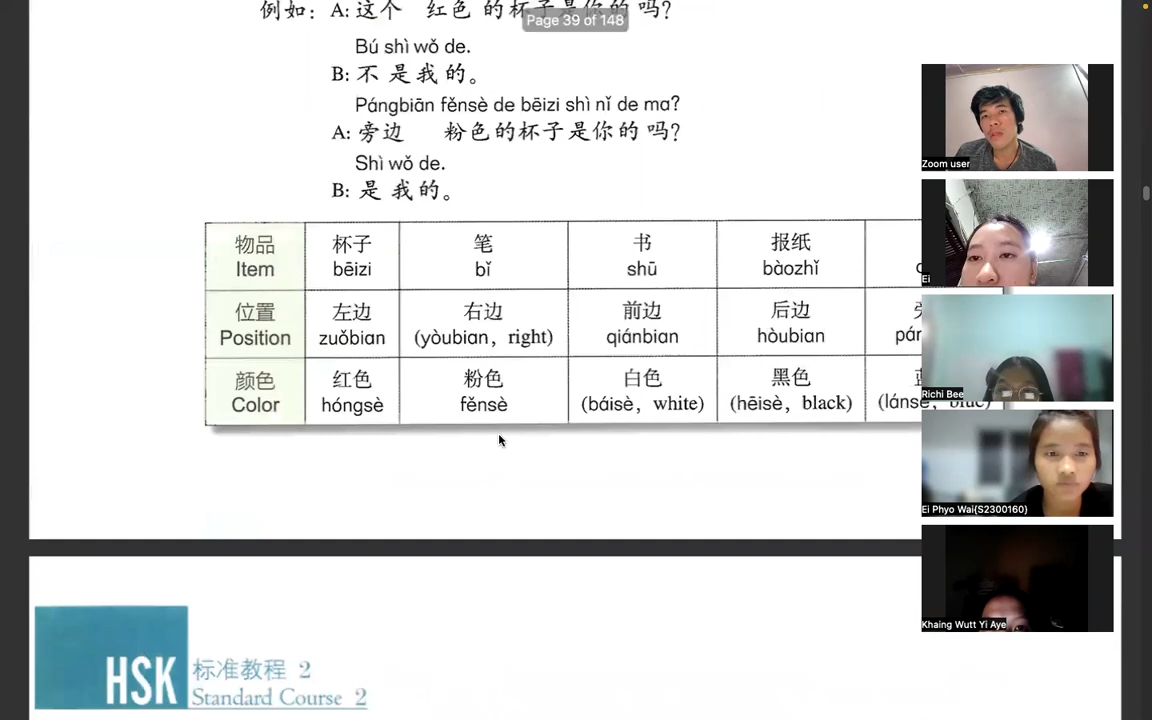 例如：A: 这个 红色 的杯子是你的 吗？
Page 39 of 148
Bú shì wǒ de.
B: 不 是 我 的。
Pángbiān fěnsè de bēizi shì nǐ de ma?
A: 旁边 粉色 的杯子 是 你的 吗？
Shì wǒ de.
B: 是 我 的。
物品 杯子 笔 书 报纸
Item bēizi bǐ shū bàozhǐ
位置 左边 右边 前边 后边
Position zuǒbian (yòubian, right) qiánbian hòubian
颜色 红色 粉色 白色 黑色
Color hóngsè fěnsè (báisè, white) (hēisè, black) (lánsè, blue)
HSK 标准教程 2
Standard Course 2
Zoom user
Ei
Richi Bee
Ei Phyo Wai{S2300160}
Khaing Wutt Yi Aye